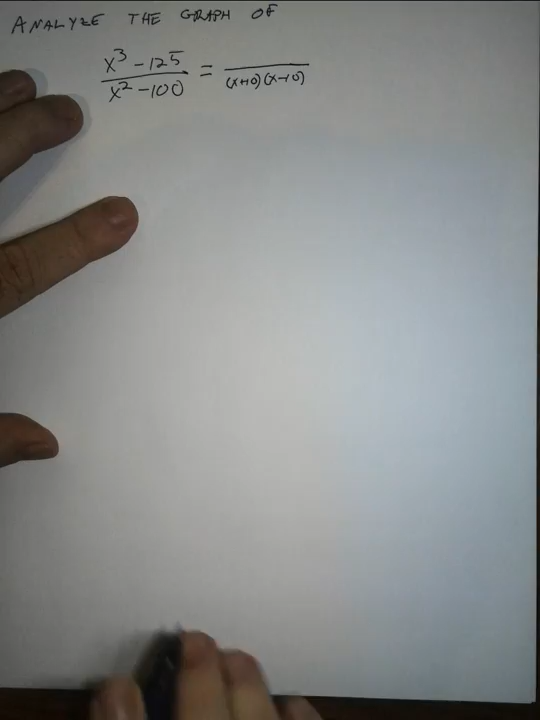 ANALYZE THE GRAPH OF
x³ - 125 / x² - 100 = / (x+10)(x-10)